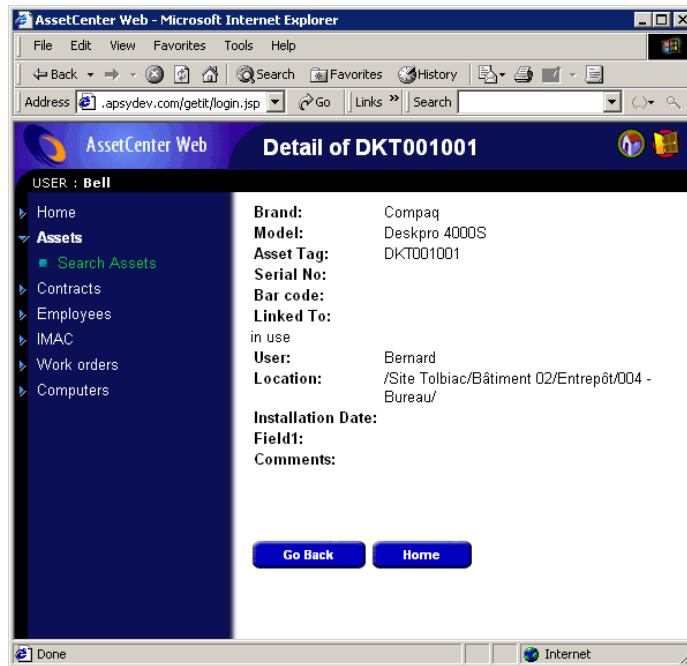 AssetCenter Web - Microsoft Internet Explorer
File Edit View Favorites Tools Help
Back Search Favorites History
Address .apsydev.com/getit/login.jsp Go Links » Search
AssetCenter Web Detail of DKT001001
USER : Bell
Home
Assets
Search Assets
Contracts
Employees
IMAC
Work orders
Computers
Brand: Compaq
Model: Deskpro 4000S
Asset Tag: DKT001001
Serial No:
Bar code:
Linked To:
in use
User: Bernard
Location: /Site Tolbiac/Bâtiment 02/Entrepôt/004 -
Bureau/
Installation Date:
Field1:
Comments:
Go Back Home
Done Internet